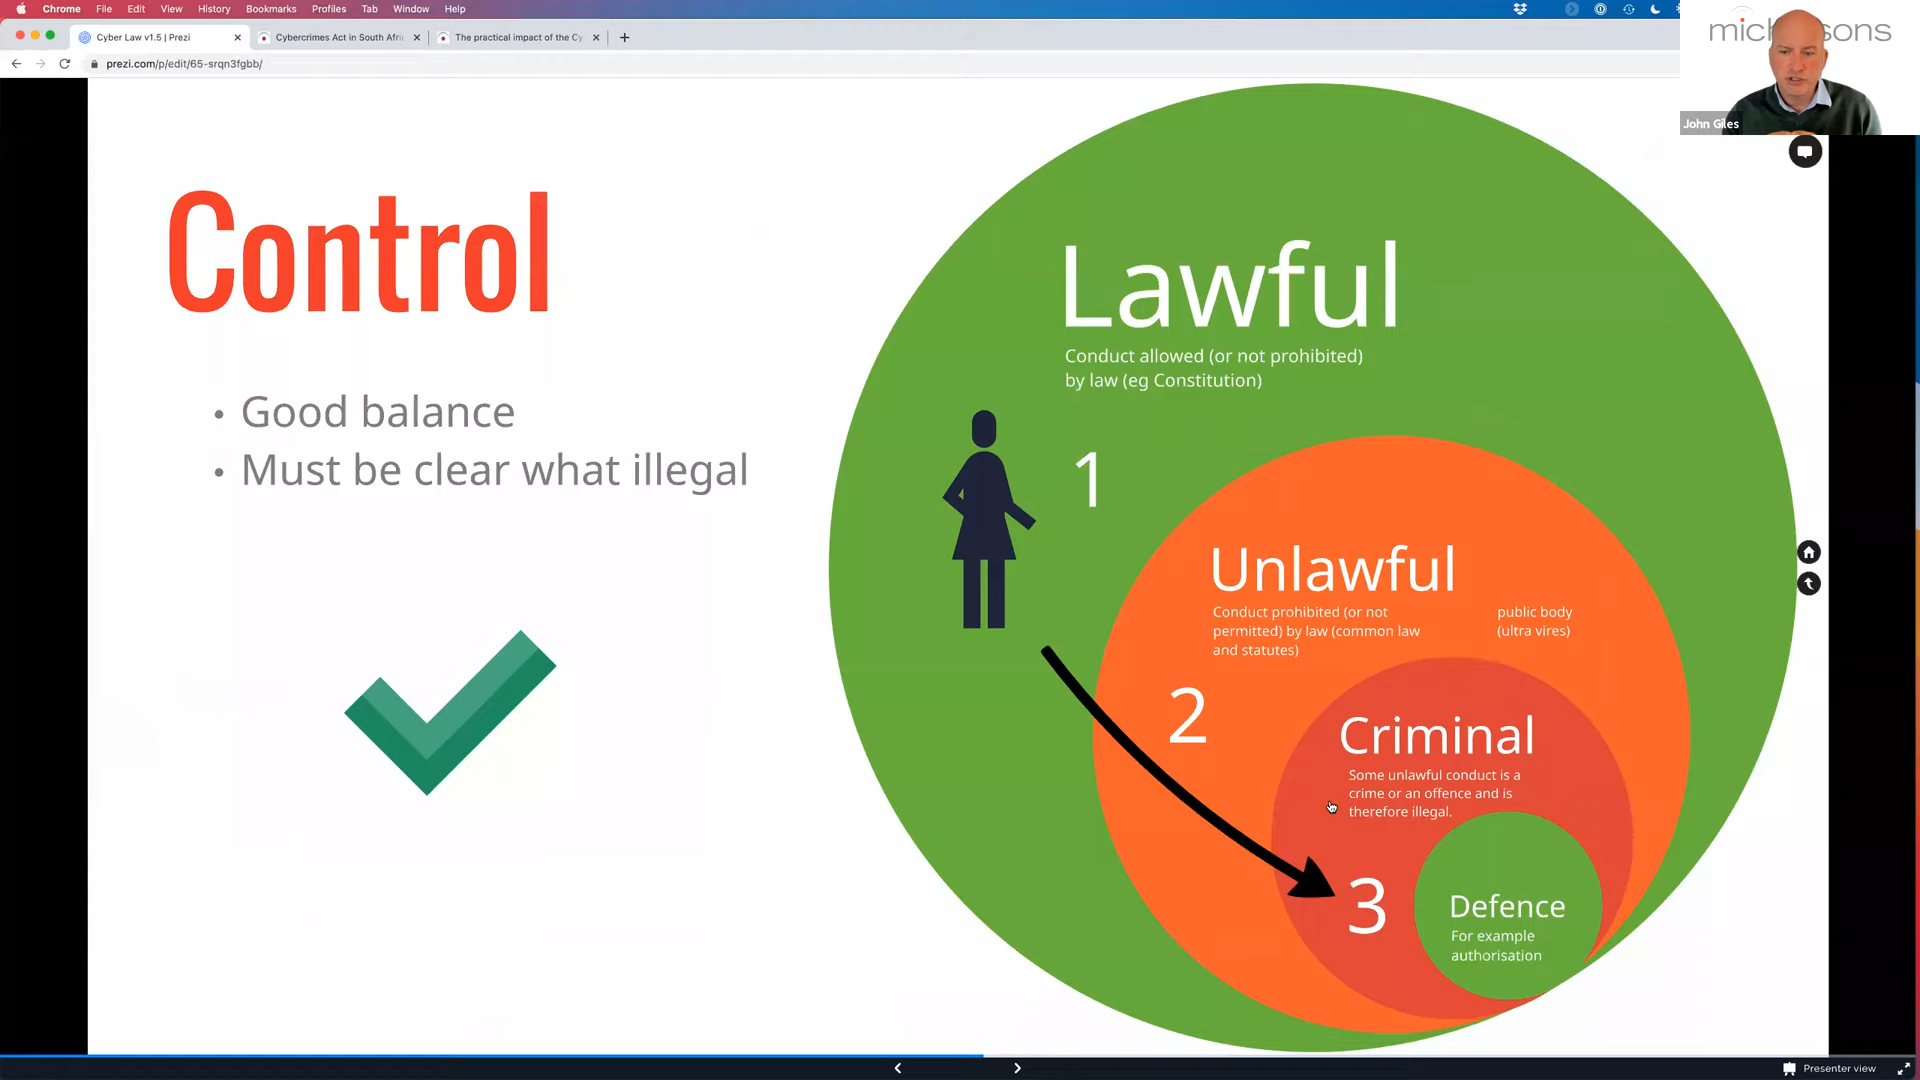 Chrome File Edit View History Bookmarks Profiles Tab Window Help
Cyber Law v1.5 | Prezi
Cybercrimes Act in South Afri
The practical impact of the Cy
prezi.com/p/edit/65-srqn3fgbb/
John Giles
Control
• Good balance
• Must be clear what illegal
Lawful
Conduct allowed (or not prohibited)
by law (eg Constitution)
1
Unlawful
Conduct prohibited (or not
permitted) by law (common law
and statutes)
public body
(ultra vires)
2
Criminal
Some unlawful conduct is a
crime or an offence and is
therefore illegal.
3
Defence
For example
authorisation
Presenter view